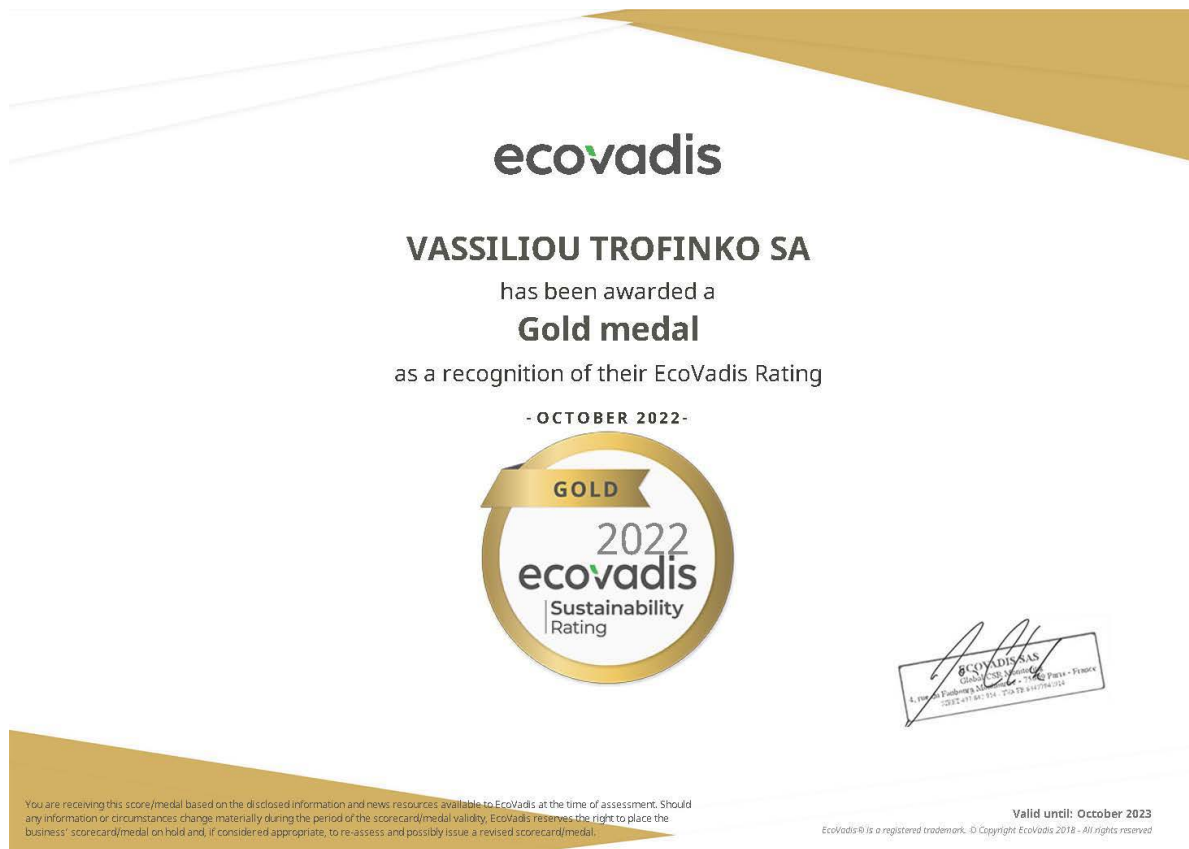 ecovadis
VASSILIOU TROFINKO SA
has been awarded a
Gold medal
as a recognition of their EcoVadis Rating
- OCTOBER 2022-
GOLD
2022
ecovadis
Sustainability
Rating
ECOVADIS SAS
Global CSR
Paris - France
You are receiving this score/medal based on the disclosed information and news resources available to EcoVadis at the time of assessment. Should
any information or circumstances change materially during the period of the scorecard/medal validity, EcoVadis reserves the right to place the
business' scorecard/medal on hold and, if considered appropriate, to re-assess and possibly issue a revised scorecard/medal.
Valid until: October 2023
EcoVadis® is a registered trademark. © Copyright EcoVadis 2018 - All rights reserved